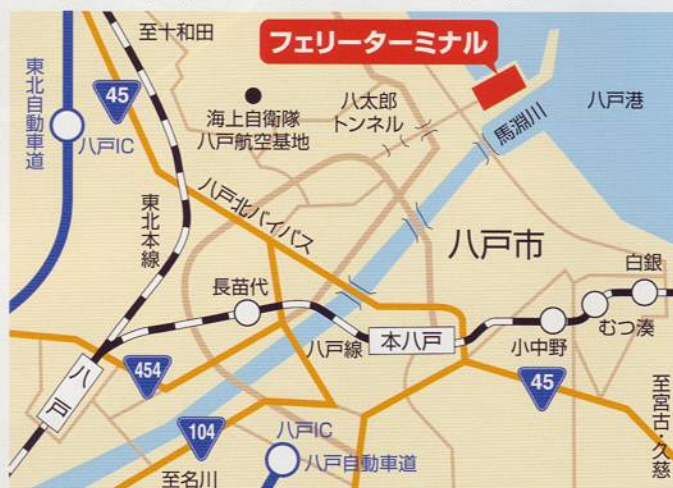 至十和田
フェリーターミナル
東北自動車道
45
八戸IC
海上自衛隊
八戸航空基地
八太郎
トンネル
馬淵川
八戸港
東北本線
八戸北バイパス
八戸市
長苗代
白銀
八戸線
本八戸
小中野
むつ湊
八戸
454
45
至宮古・久慈
104
八戸IC
八戸自動車道
至名川